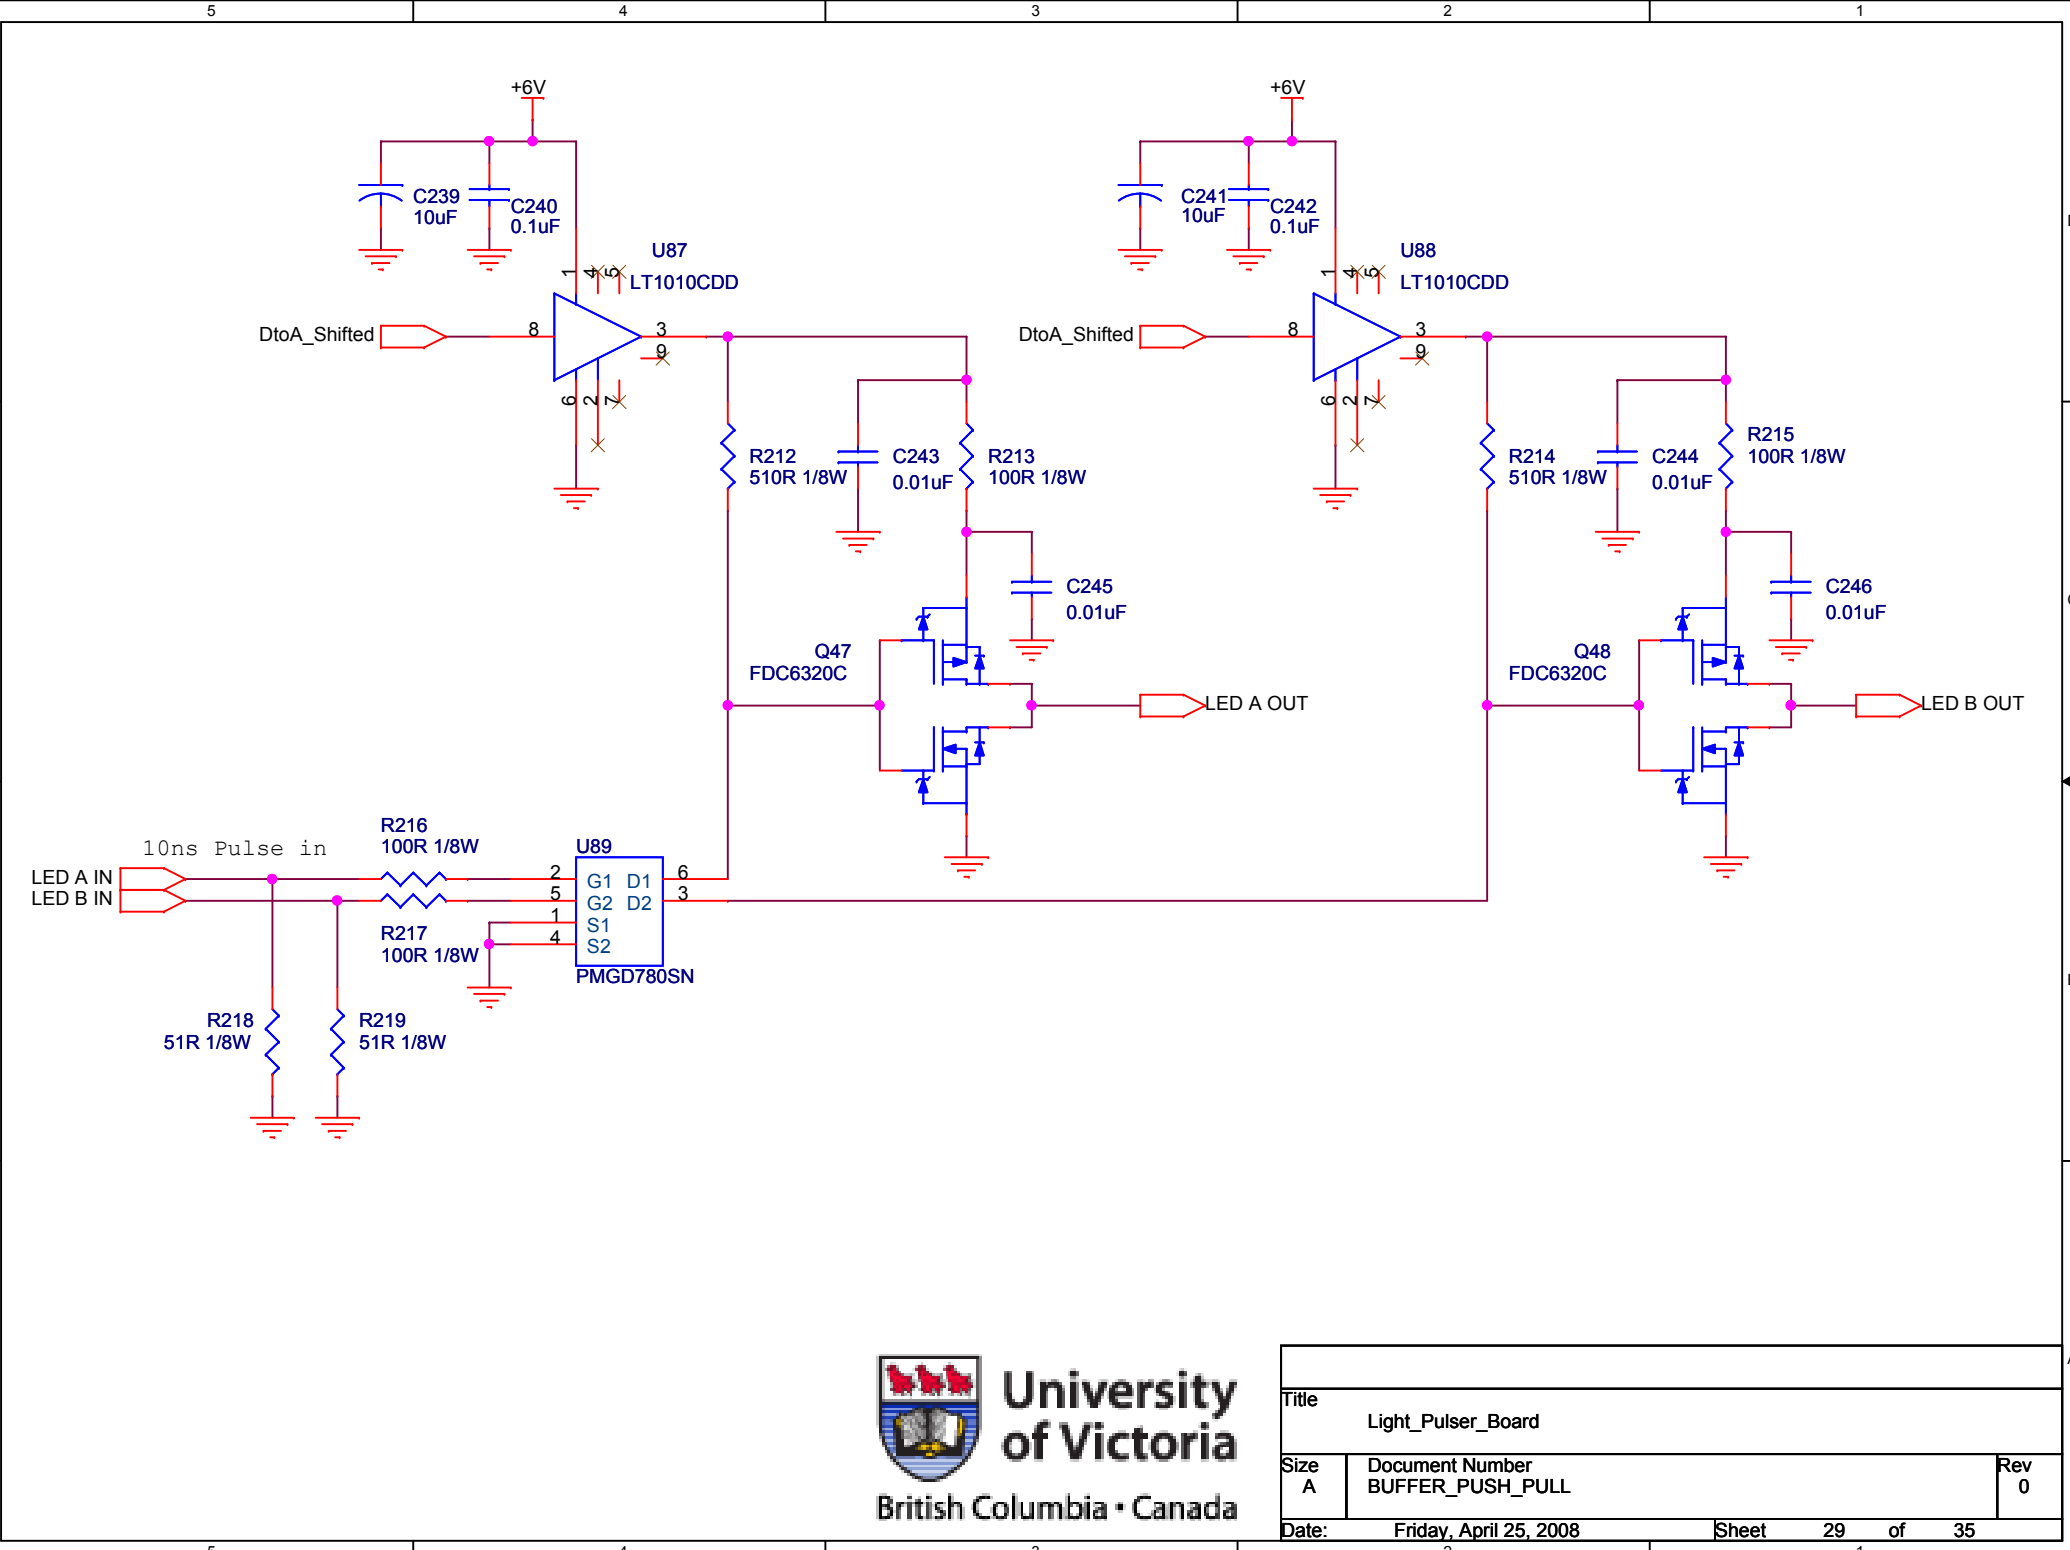 5 4 3 2 1
+6V
+6V
C239
10uF
C240
0.1uF
C241
10uF
C242
0.1uF
U87
LT1010CDD
U88
LT1010CDD
1 4 5
1 4 5
DtoA_Shifted
8
3
9
DtoA_Shifted
8
3
9
6 2 7
6 2 7
R212
510R 1/8W
C243
0.01uF
R213
100R 1/8W
R214
510R 1/8W
C244
0.01uF
R215
100R 1/8W
C245
0.01uF
C246
0.01uF
Q47
FDC6320C
Q48
FDC6320C
LED A OUT
LED B OUT
10ns Pulse in
R216
100R 1/8W
U89
LED A IN
LED B IN
2 G1 D1 6
5 G2 D2 3
1 S1
4 S2
R217
100R 1/8W
PMGD780SN
R218
51R 1/8W
R219
51R 1/8W
University
of Victoria
British Columbia • Canada
Title
Light_Pulser_Board
Size
A
Document Number
BUFFER_PUSH_PULL
Rev
0
Date:
Friday, April 25, 2008
Sheet 29 of 35